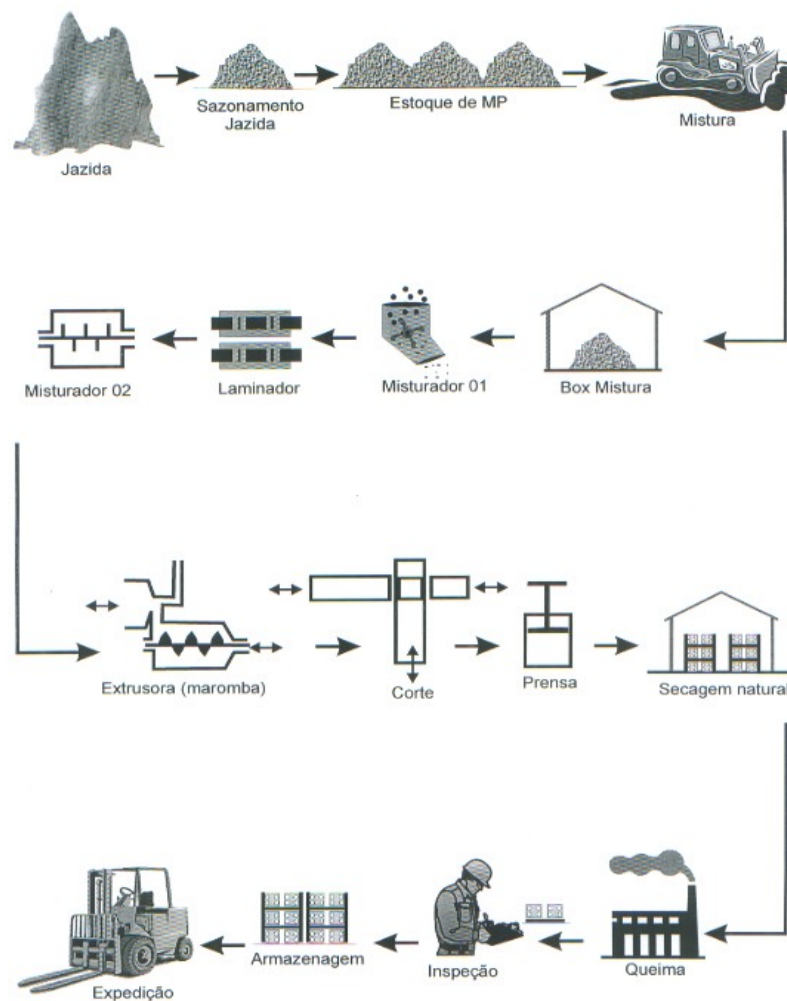 Jazida
Sazonamento
Jazida
Estoque de MP
Mistura
Box Mistura
Misturador 01
Laminador
Misturador 02
Extrusora (maromba)
Corte
Prensa
Secagem natural
Queima
Inspeção
Armazenagem
Expedição